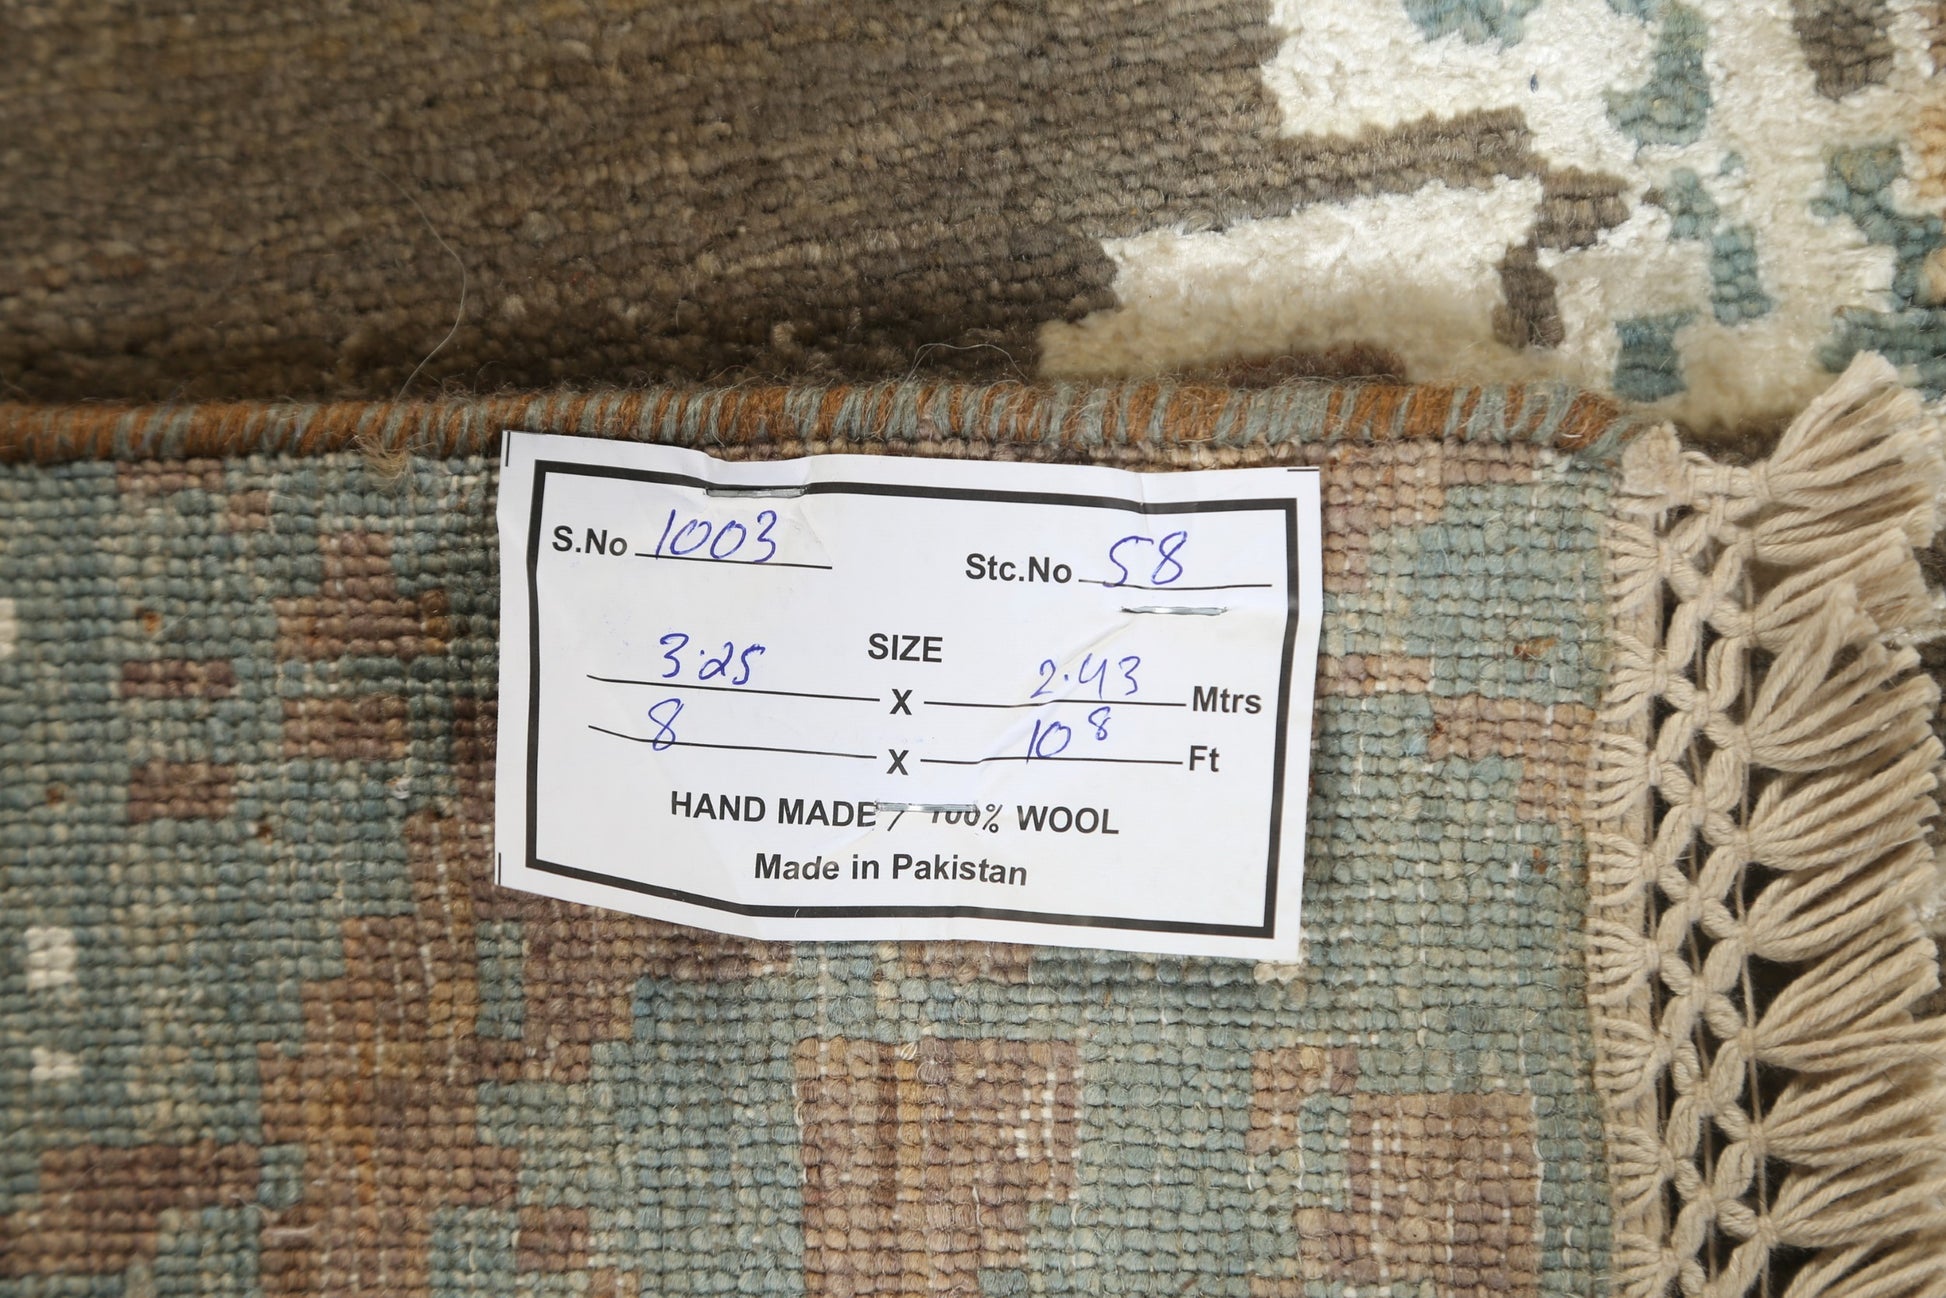 S.No 1003 Stc.No 58
SIZE
3.25 X 2.43 Mtrs
8 X 10 8 Ft
HAND MADE / 100% WOOL
Made in Pakistan